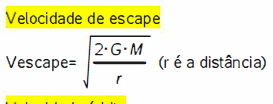 Velocidade de escape
Vescape= √(2·G·M / r) (r é a distância)